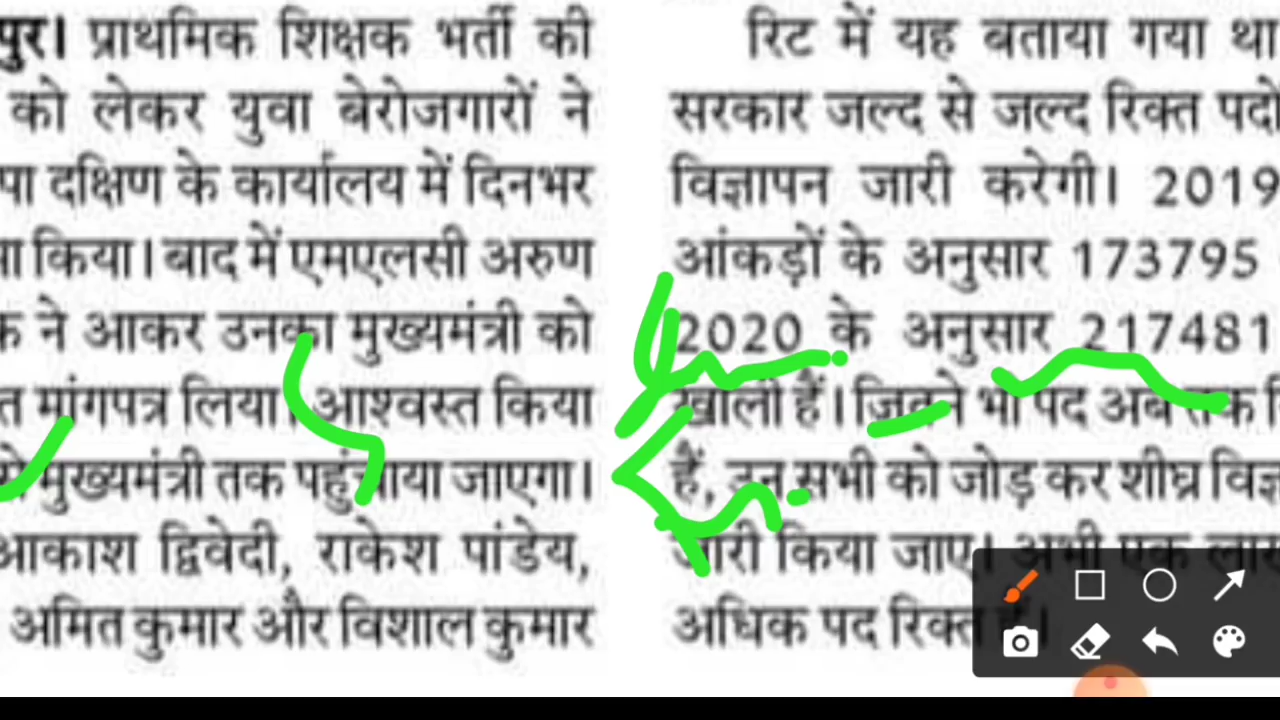 पुर। प्राथमिक शिक्षक भर्ती की
को लेकर युवा बेरोजगारों ने
पा दक्षिण के कार्यालय में दिनभर
किया। बाद में एमएलसी अरुण
ने आकर उनका मुख्यमंत्री को
मांगपत्र लिया। आश्वस्त किया
मुख्यमंत्री तक पहुंचाया जाएगा।
आकाश द्विवेदी, राकेश पांडेय,
अमित कुमार और विशाल कुमार
रिट में यह बताया गया था
सरकार जल्द से जल्द रिक्त पदों
विज्ञापन जारी करेगी। 2019
आंकड़ों के अनुसार 173795
2020 के अनुसार 217481
खाली हैं। जितने भी पद अब तक
हैं, उन सभी को जोड़ कर शीघ्र
जारी किया जाए। अभी एक लाख
अधिक पद रिक्त हैं।